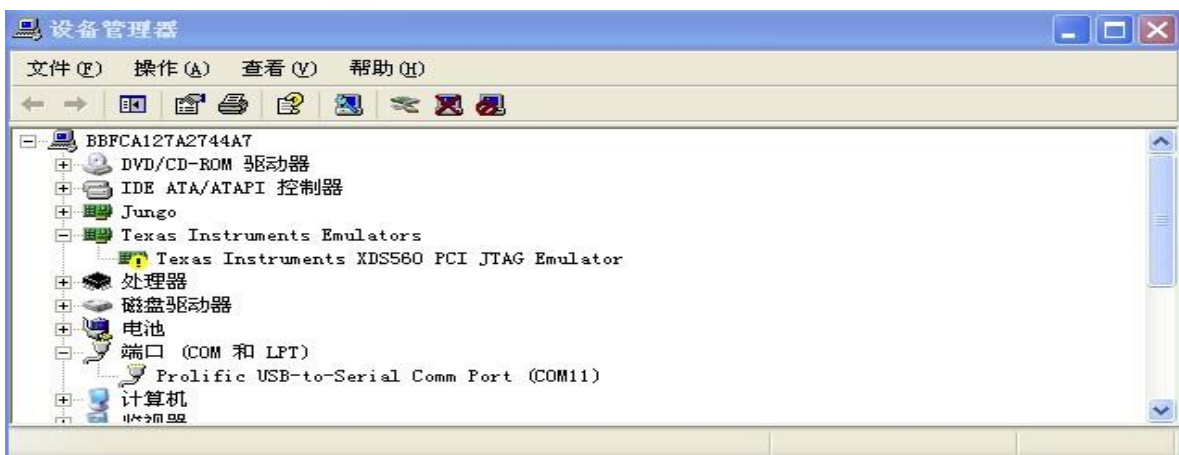 设备管理器
文件(F) 操作(A) 查看(V) 帮助(H)
BBFCA127A2744A7
DVD/CD-ROM 驱动器
IDE ATA/ATAPI 控制器
Jungo
Texas Instruments Emulators
Texas Instruments XDS560 PCI JTAG Emulator
处理器
磁盘驱动器
电池
端口 (COM 和 LPT)
Prolific USB-to-Serial Comm Port (COM11)
计算机
监视器